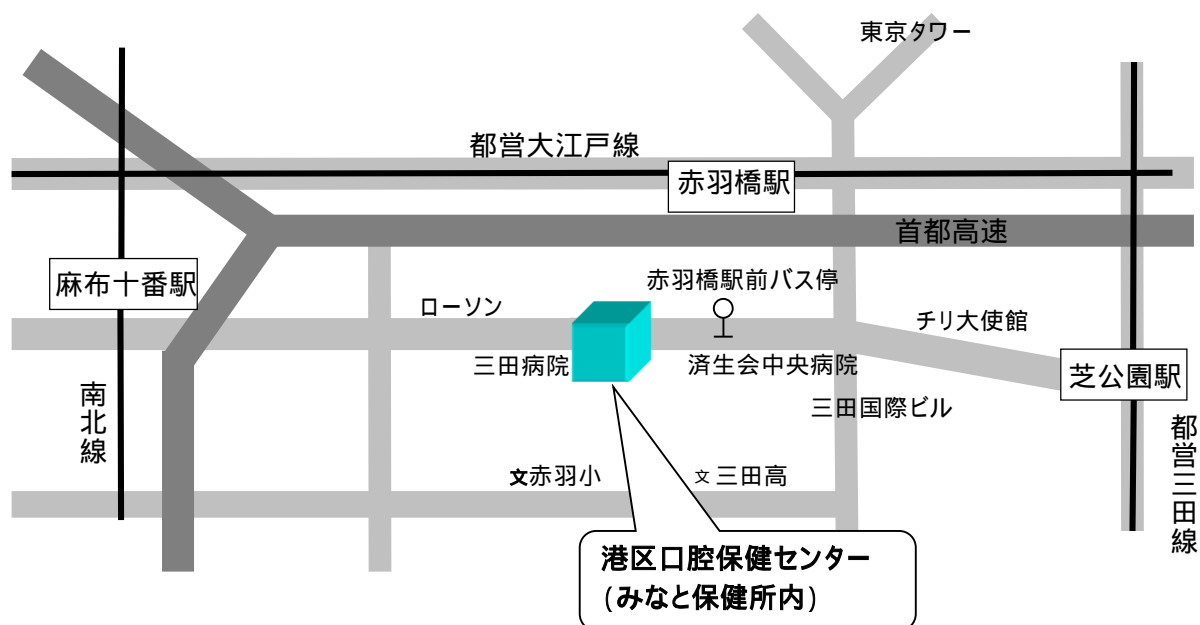 東京タワー
都営大江戸線
赤羽橋駅
首都高速
麻布十番駅
赤羽橋駅前バス停
ローソン
チリ大使館
三田病院
済生会中央病院
芝公園駅
三田国際ビル
南北線
都営三田線
文赤羽小
文三田高
港区口腔保健センター
(みなと保健所内)